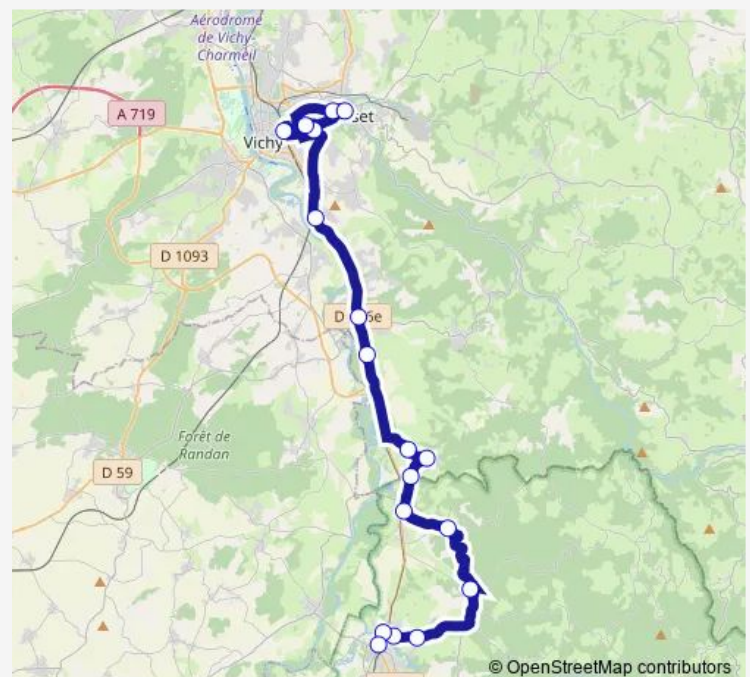 Aérodrome
de Vichy-
Charmeil
A 719
Vichy
D 1093
Forêt de
Randan
D 59
© OpenStreetMap contributors